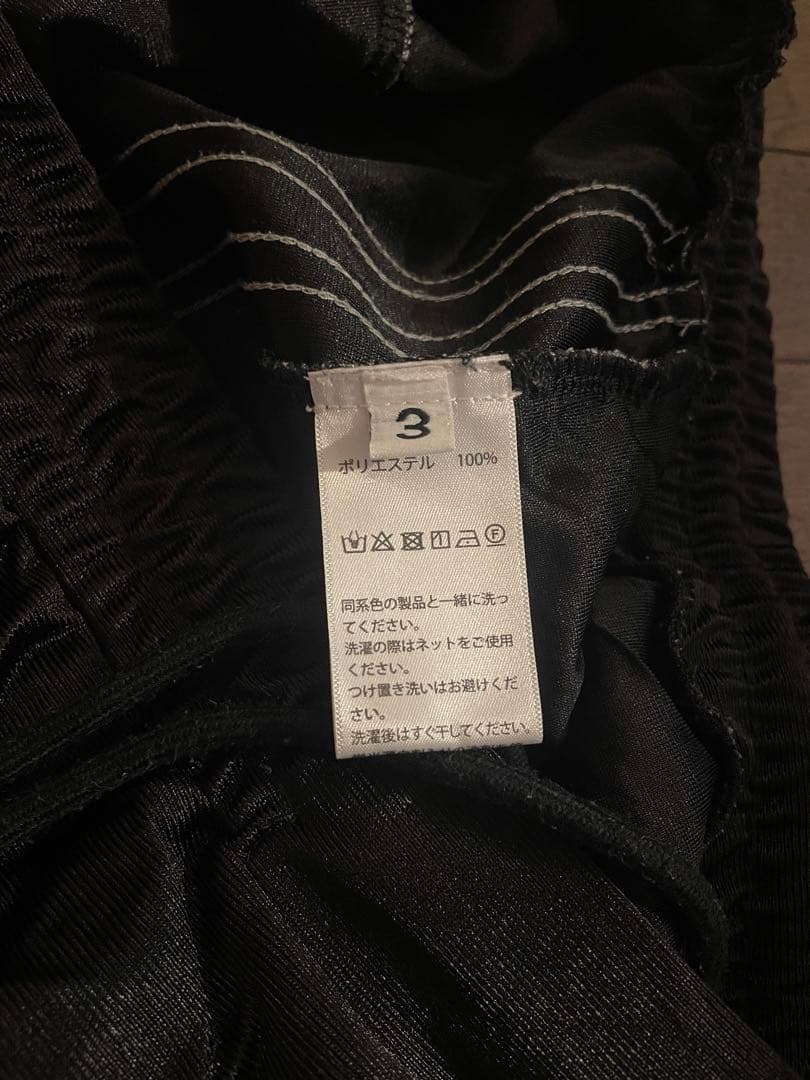 3
ポリエステル 100%
F
同系色の製品と一緒に洗っ
てください。
洗濯の際はネットをご使用
ください。
つけ置き洗いはお避けくだ
さい。
洗濯後はすぐ干してください。